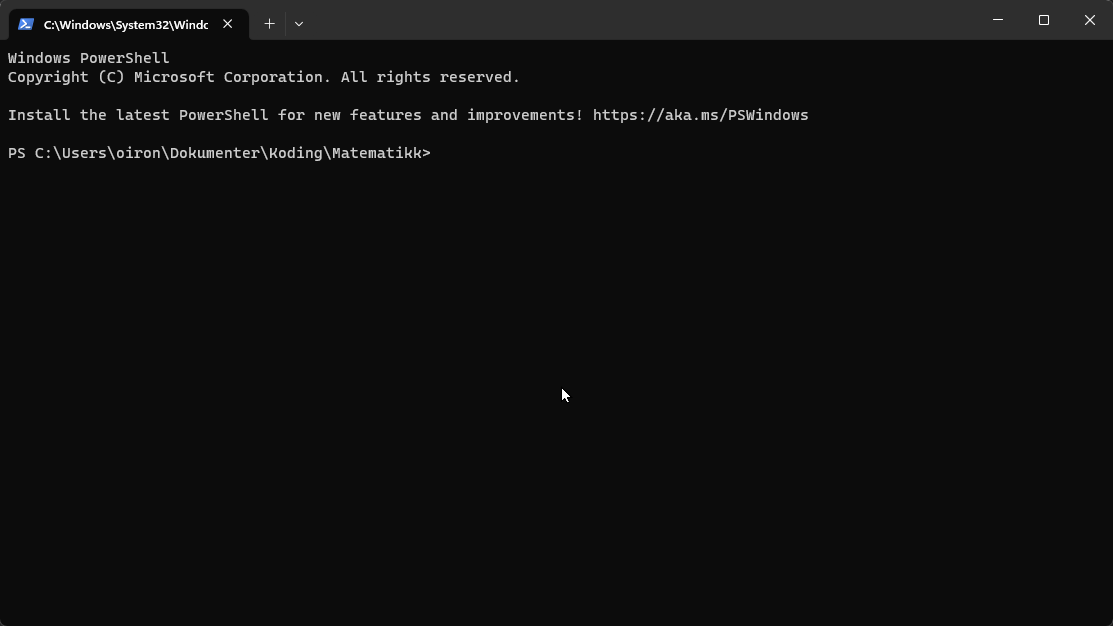 C:\Windows\System32\Windc
Windows PowerShell
Copyright (C) Microsoft Corporation. All rights reserved.
Install the latest PowerShell for new features and improvements! https://aka.ms/PSWindows
PS C:\Users\oiron\Dokumenter\Koding\Matematikk>